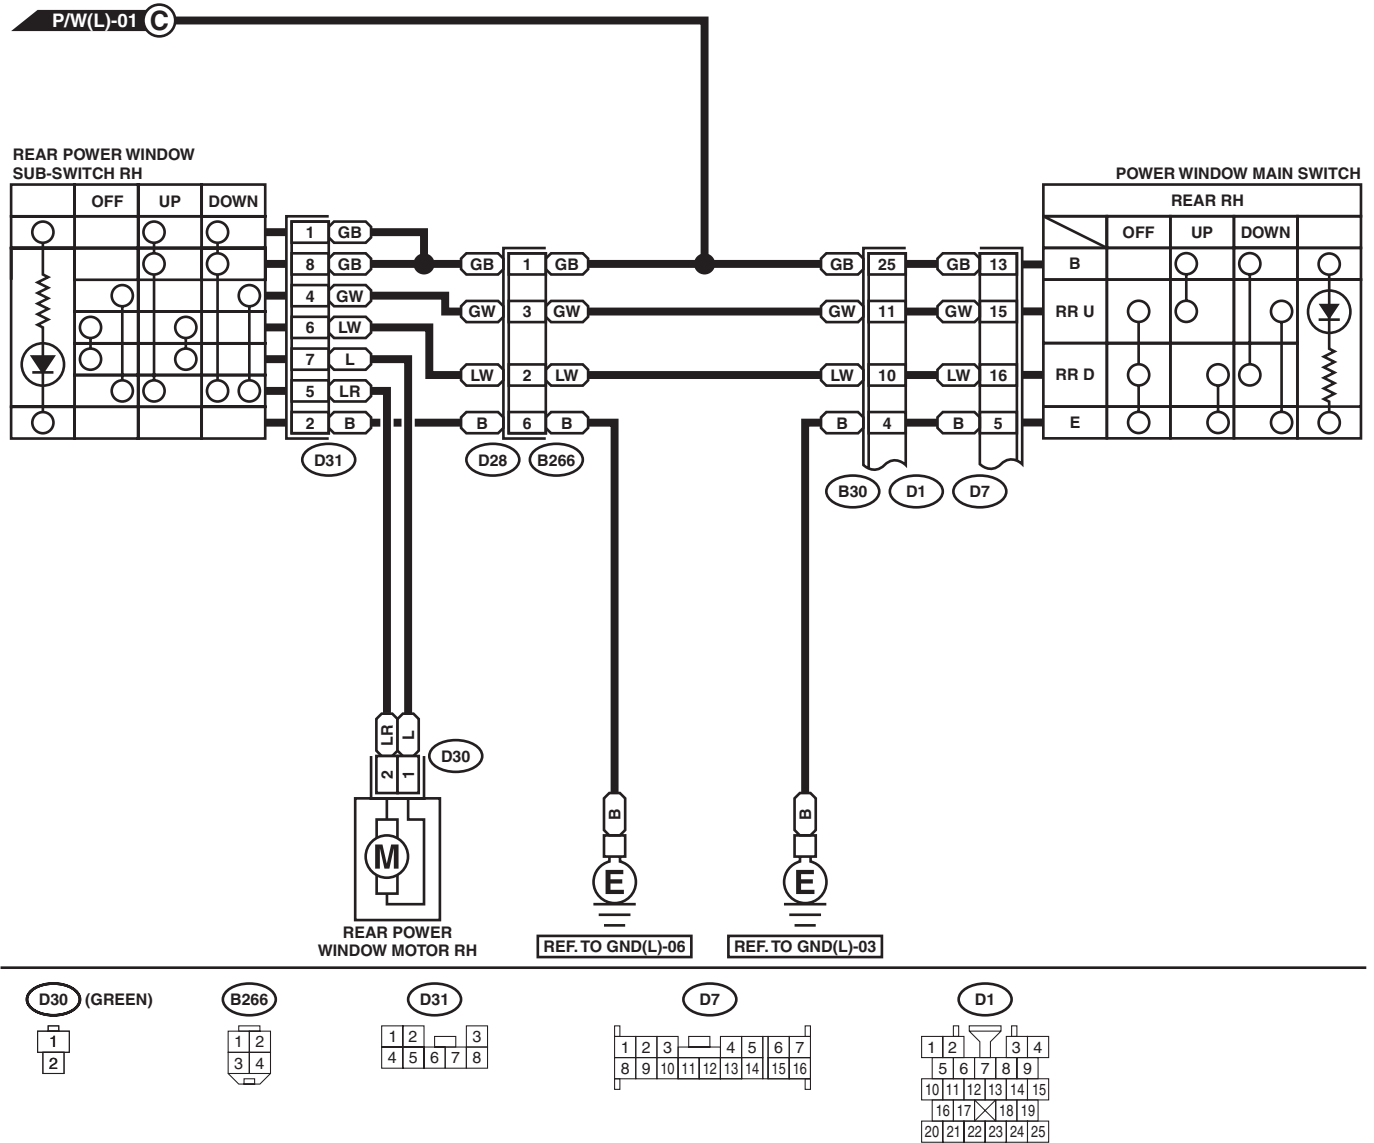 P/W(L)-01 C
REAR POWER WINDOW
SUB-SWITCH RH
OFF UP DOWN
POWER WINDOW MAIN SWITCH
REAR RH
OFF UP DOWN
1 GB
8 GB GB 1 GB GB 25 GB 13 B
4 GW GW 3 GW GW 11 GW 15 RR U
6 LW
7 L
LW 2 LW LW 10 LW 16 RR D
5 LR
2 B B 6 B B 4 B 5 E
D31 D28 B266
B30 D1 D7
LR L
2 1 D30
M
B B
E E
REAR POWER
WINDOW MOTOR RH
REF. TO GND(L)-06 REF. TO GND(L)-03
D30 (GREEN) B266 D31 D7 D1
1
2
1 2
3 4
1 2 3
4 5 6 7 8
1 2 3 4 5 6 7
8 9 10 11 12 13 14 15 16
1 2 3 4
5 6 7 8 9
10 11 12 13 14 15
16 17 18 19
20 21 22 23 24 25